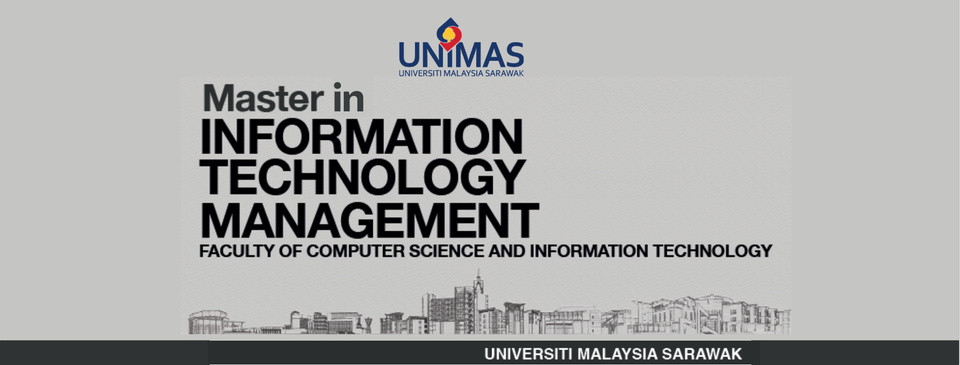 UNIMAS
UNIVERSITI MALAYSIA SARAWAK
Master in
INFORMATION
TECHNOLOGY
MANAGEMENT
FACULTY OF COMPUTER SCIENCE AND INFORMATION TECHNOLOGY
UNIVERSITI MALAYSIA SARAWAK